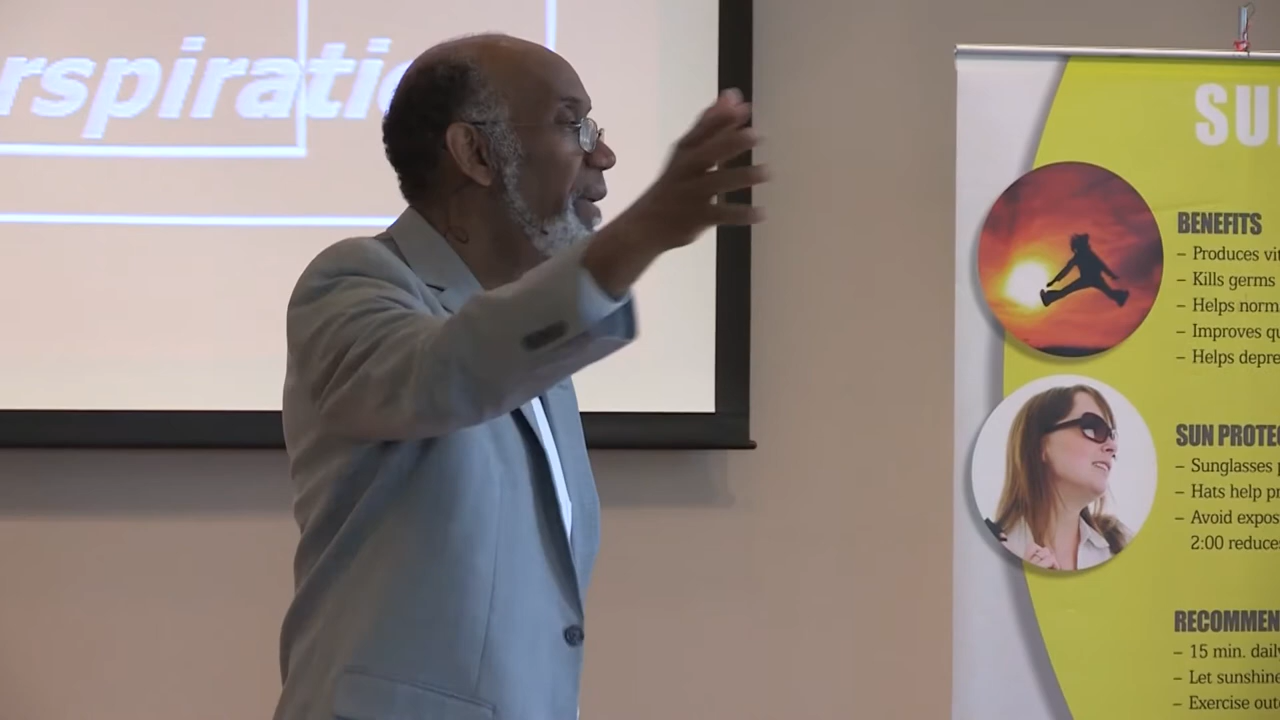 rspirati
SU
BENEFITS
– Produces vit
– Kills germs
– Helps norm
– Improves qu
– Helps depre
SUN PROTEC
– Sunglasses p
– Hats help pr
– Avoid expos
2:00 reduce
RECOMMEN
– 15 min. daily
– Let sunshine
– Exercise out